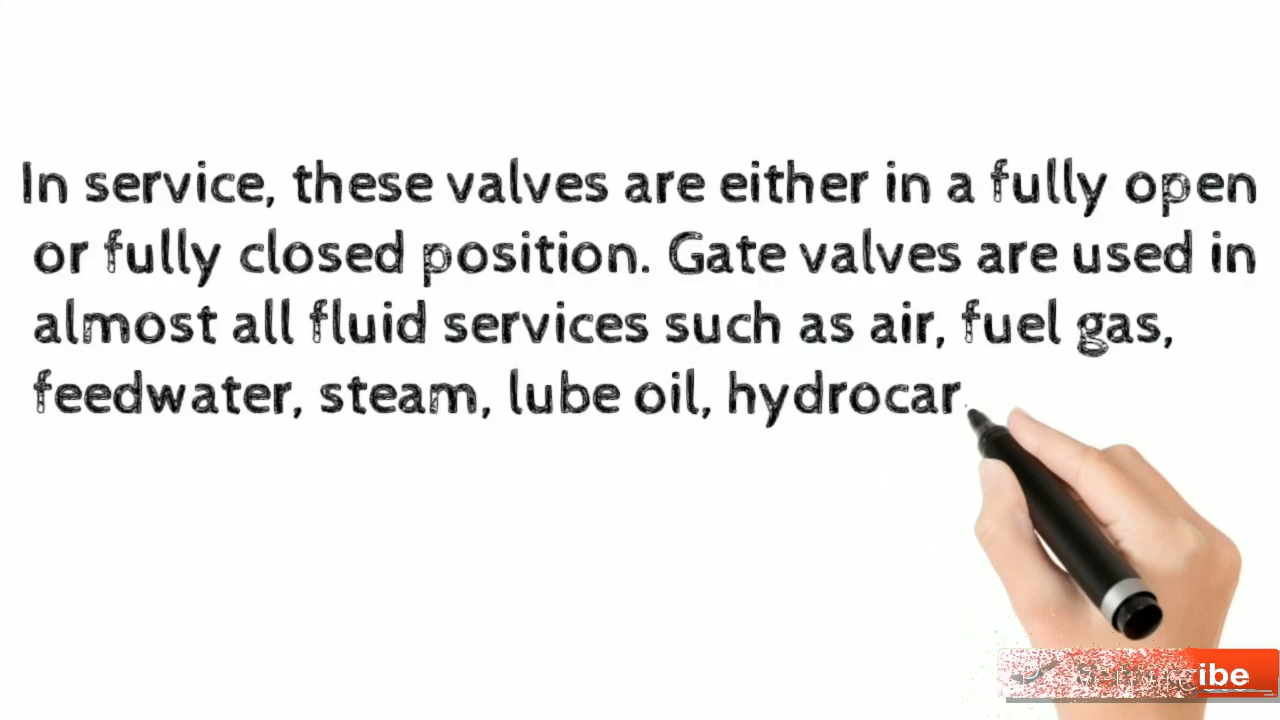 In service, these valves are either in a fully open
or fully closed position. Gate valves are used in
almost all fluid services such as air, fuel gas,
feedwater, steam, lube oil, hydrocar